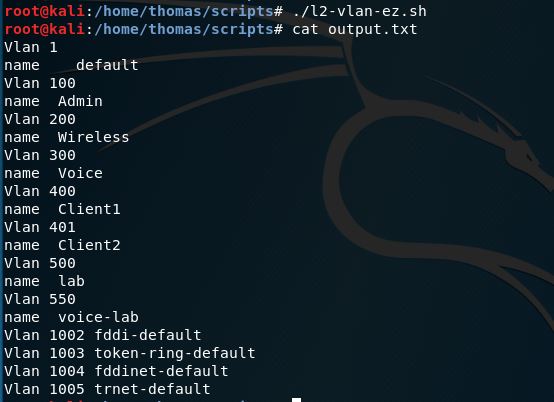 root@kali:/home/thomas/scripts# ./l2-vlan-ez.sh
root@kali:/home/thomas/scripts# cat output.txt
Vlan 1
name    default
Vlan 100
name  Admin
Vlan 200
name  Wireless
Vlan 300
name  Voice
Vlan 400
name  Client1
Vlan 401
name  Client2
Vlan 500
name  lab
Vlan 550
name  voice-lab
Vlan 1002 fddi-default
Vlan 1003 token-ring-default
Vlan 1004 fddinet-default
Vlan 1005 trnet-default